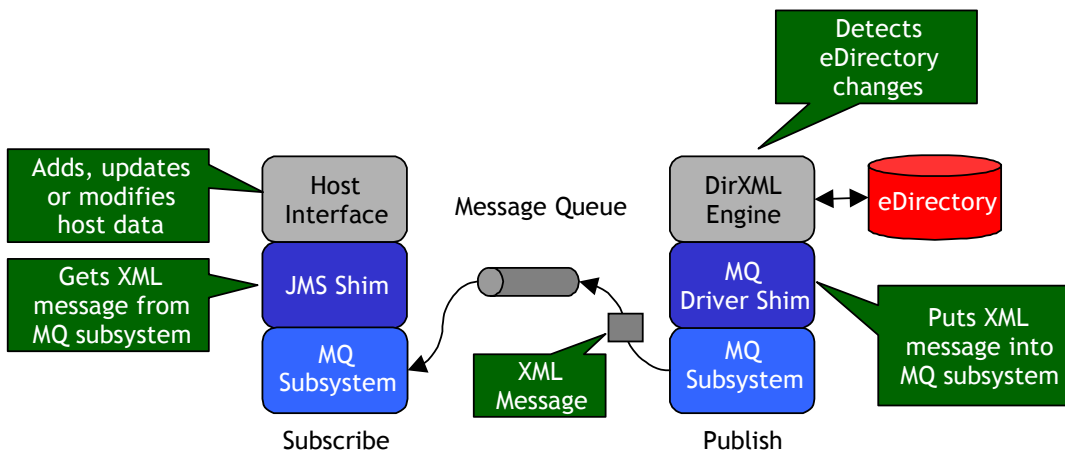 Detects
eDirectory
changes
Adds, updates
or modifies
host data
Host
Interface
Message Queue
DirXML
Engine
eDirectory
Gets XML
message from
MQ subsystem
JMS Shim
MQ
Driver Shim
Puts XML
message into
MQ subsystem
MQ
Subsystem
XML
Message
MQ
Subsystem
Subscribe
Publish